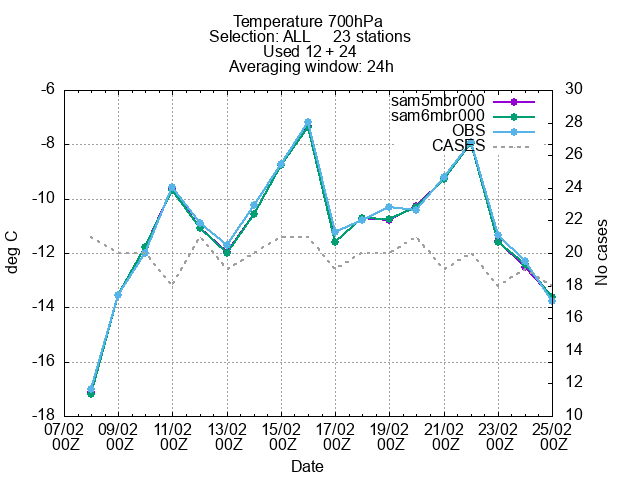 Temperature 700hPa
Selection: ALL 23 stations
Used 12 + 24
Averaging window: 24h
sam5mbr000
sam6mbr000
OBS
CASES
-6
-8
-10
-12
-14
-16
-18
deg C
30
28
26
24
22
20
18
16
14
12
10
No cases
07/02 09/02 11/02 13/02 15/02 17/02 19/02 21/02 23/02 25/02
00Z 00Z 00Z 00Z 00Z 00Z 00Z 00Z 00Z 00Z
Date